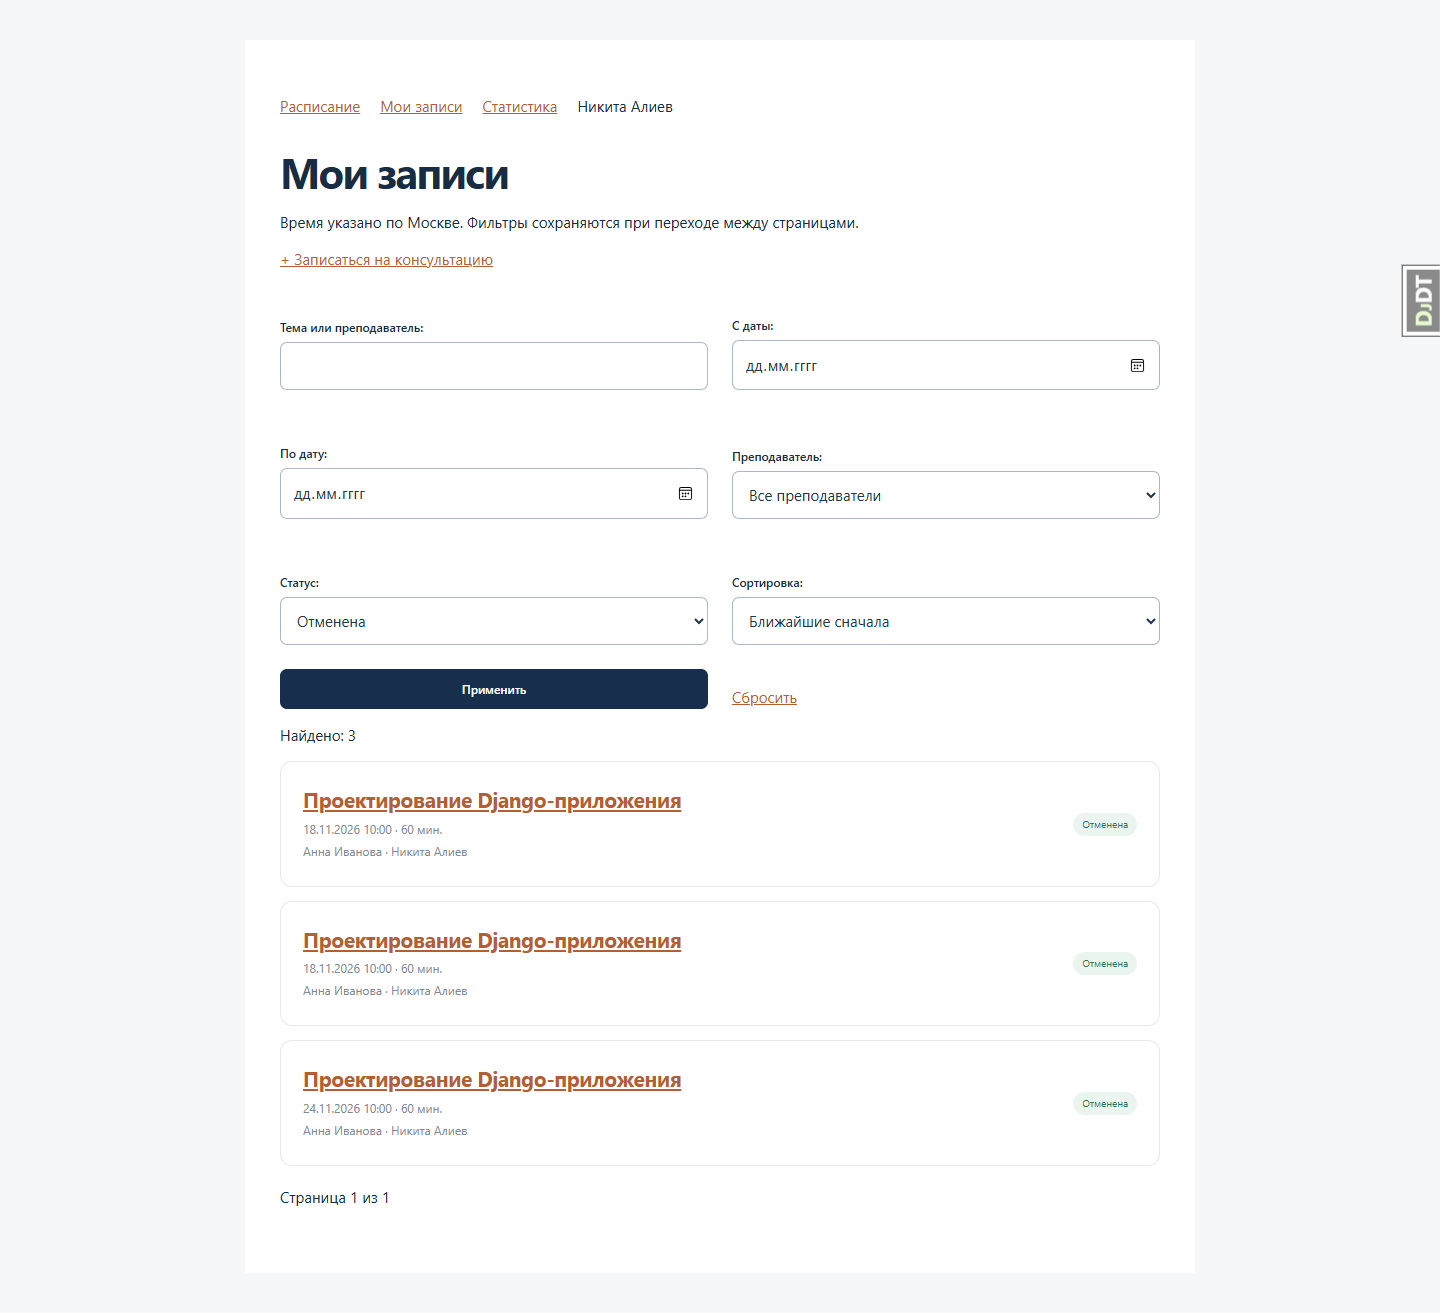 Расписание Мои записи Статистика Никита Алиев
Мои записи
Время указано по Москве. Фильтры сохраняются при переходе между страницами.
+ Записаться на консультацию
DJDT
Тема или преподаватель:
С даты:
дд.мм.гггг
По дату:
дд.мм.гггг
Преподаватель:
Все преподаватели
Статус:
Отменена
Сортировка:
Ближайшие сначала
Применить
Сбросить
Найдено: 3
Проектирование Django-приложения
18.11.2026 10:00 · 60 мин.
Анна Иванова · Никита Алиев
Отменена
Проектирование Django-приложения
18.11.2026 10:00 · 60 мин.
Анна Иванова · Никита Алиев
Отменена
Проектирование Django-приложения
24.11.2026 10:00 · 60 мин.
Анна Иванова · Никита Алиев
Отменена
Страница 1 из 1